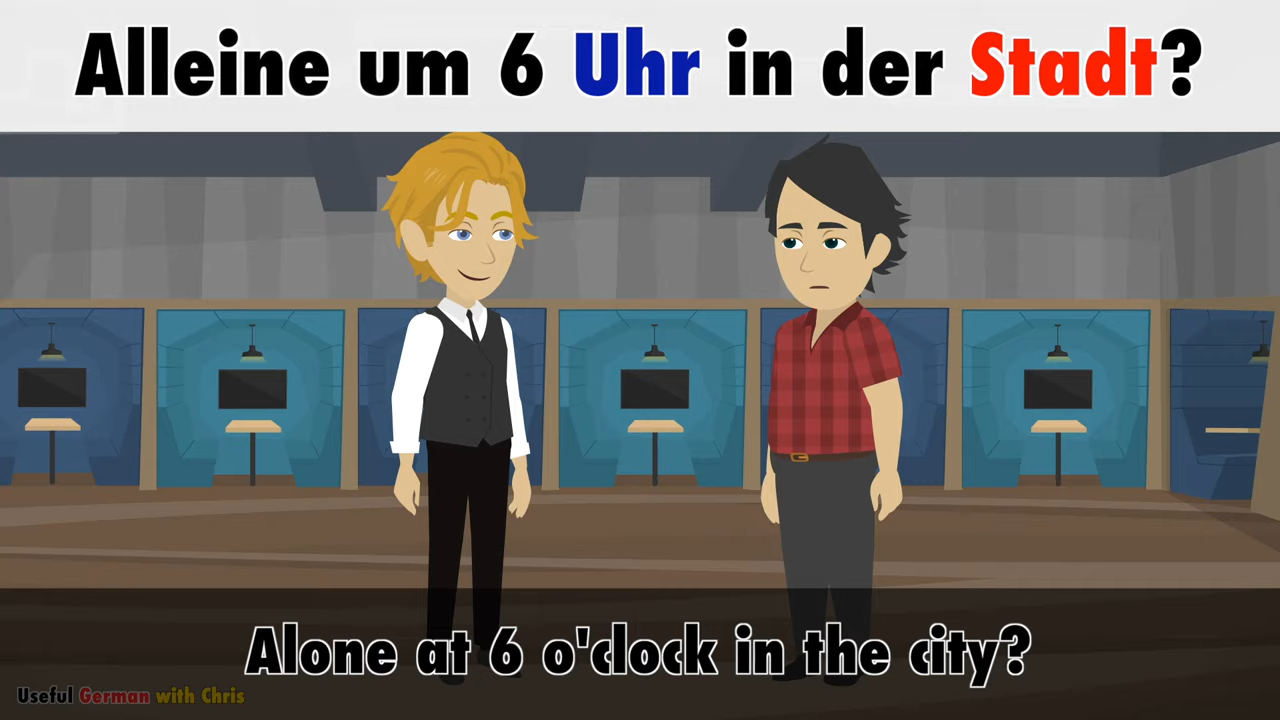 Alleine um 6 Uhr in der Stadt?
Alone at 6 o'clock in the city?
Useful German with Chris